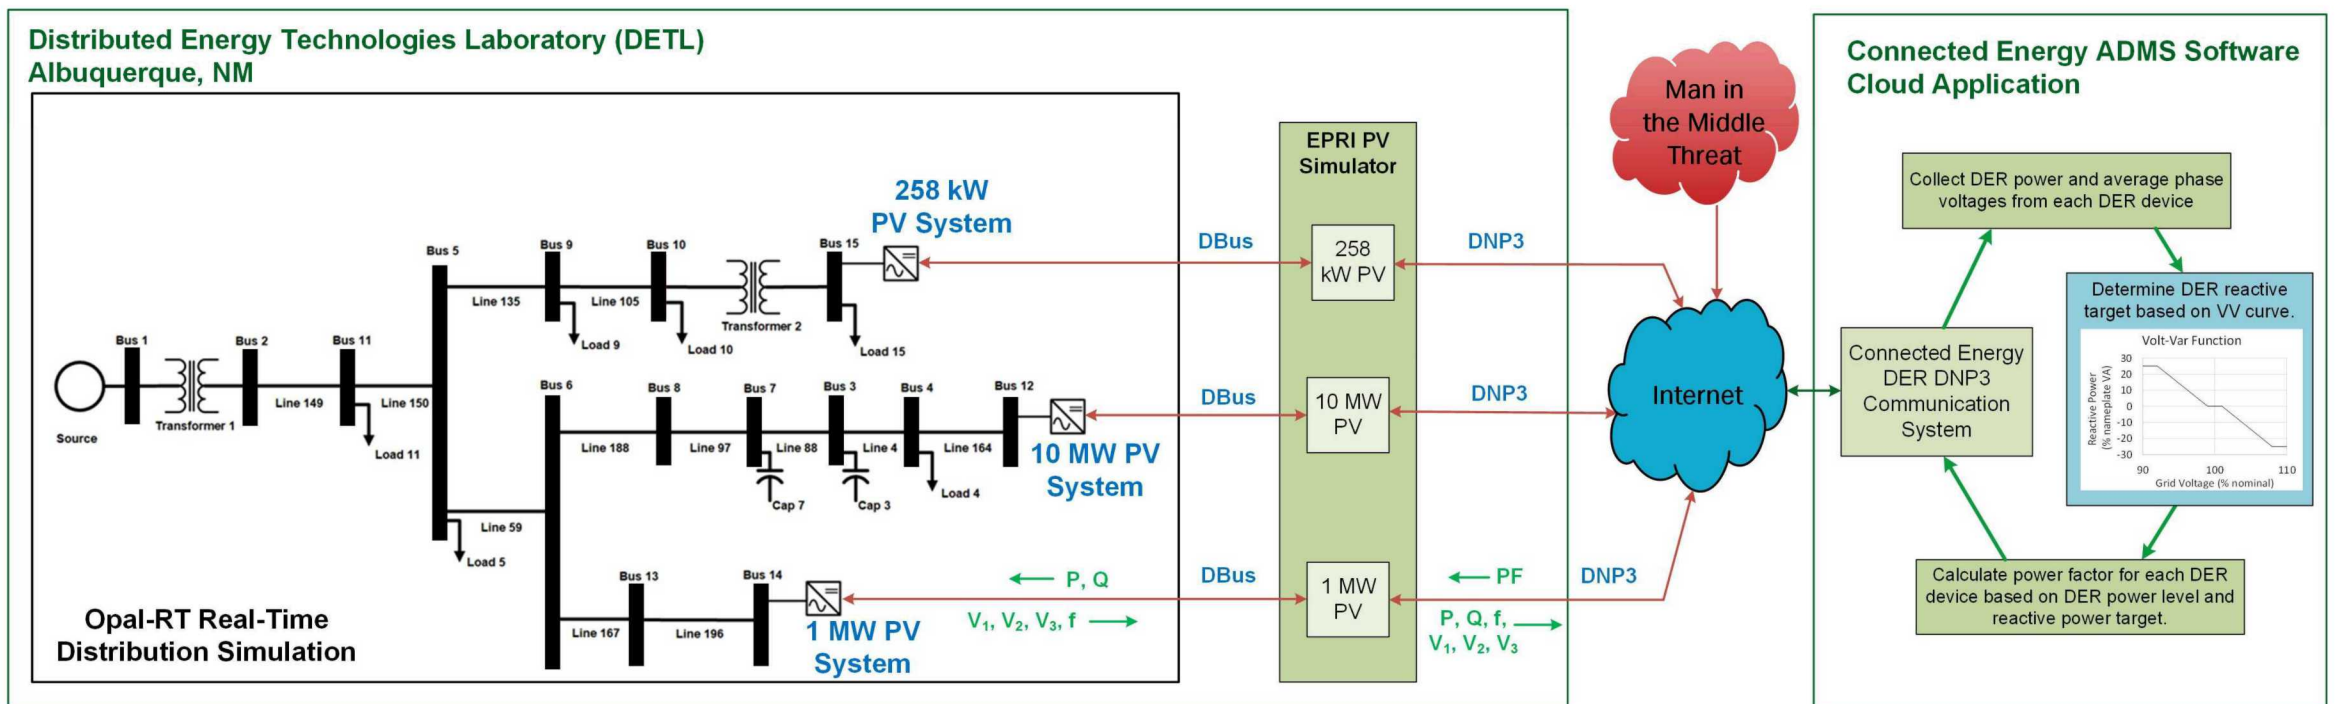 Distributed Energy Technologies Laboratory (DETL)
Albuquerque, NM
Bus 1
Source
Transformer 1
Bus 2
Line 149
Bus 11
Load 11
Line 150
Bus 5
Load 5
Line 135
Bus 9
Load 9
Line 105
Bus 10
Load 10
Transformer 2
Bus 15
Load 15
258 kW
PV System
Line 59
Bus 6
Line 188
Bus 8
Line 97
Bus 7
Cap 7
Line 88
Bus 3
Cap 3
Line 4
Bus 4
Load 4
Line 164
Bus 12
10 MW PV
System
Line 167
Bus 13
Line 196
Bus 14
1 MW PV
System
Opal-RT Real-Time
Distribution Simulation
P, Q
V₁, V₂, V₃, f
DBus
DBus
DBus
EPRI PV
Simulator
258
kW PV
10 MW
PV
1 MW
PV
DNP3
DNP3
DNP3
PF
P, Q, f,
V₁, V₂, V₃
Man in
the Middle
Threat
Internet
Connected Energy ADMS Software
Cloud Application
Collect DER power and average phase
voltages from each DER device
Determine DER reactive
target based on VV curve.
Volt-Var Function
Reactive Power
(% nameplate VA)
30
20
10
0
-10
-20
-30
90
100
110
Grid Voltage (% nominal)
Connected Energy
DER DNP3
Communication
System
Calculate power factor for each DER
device based on DER power level and
reactive power target.